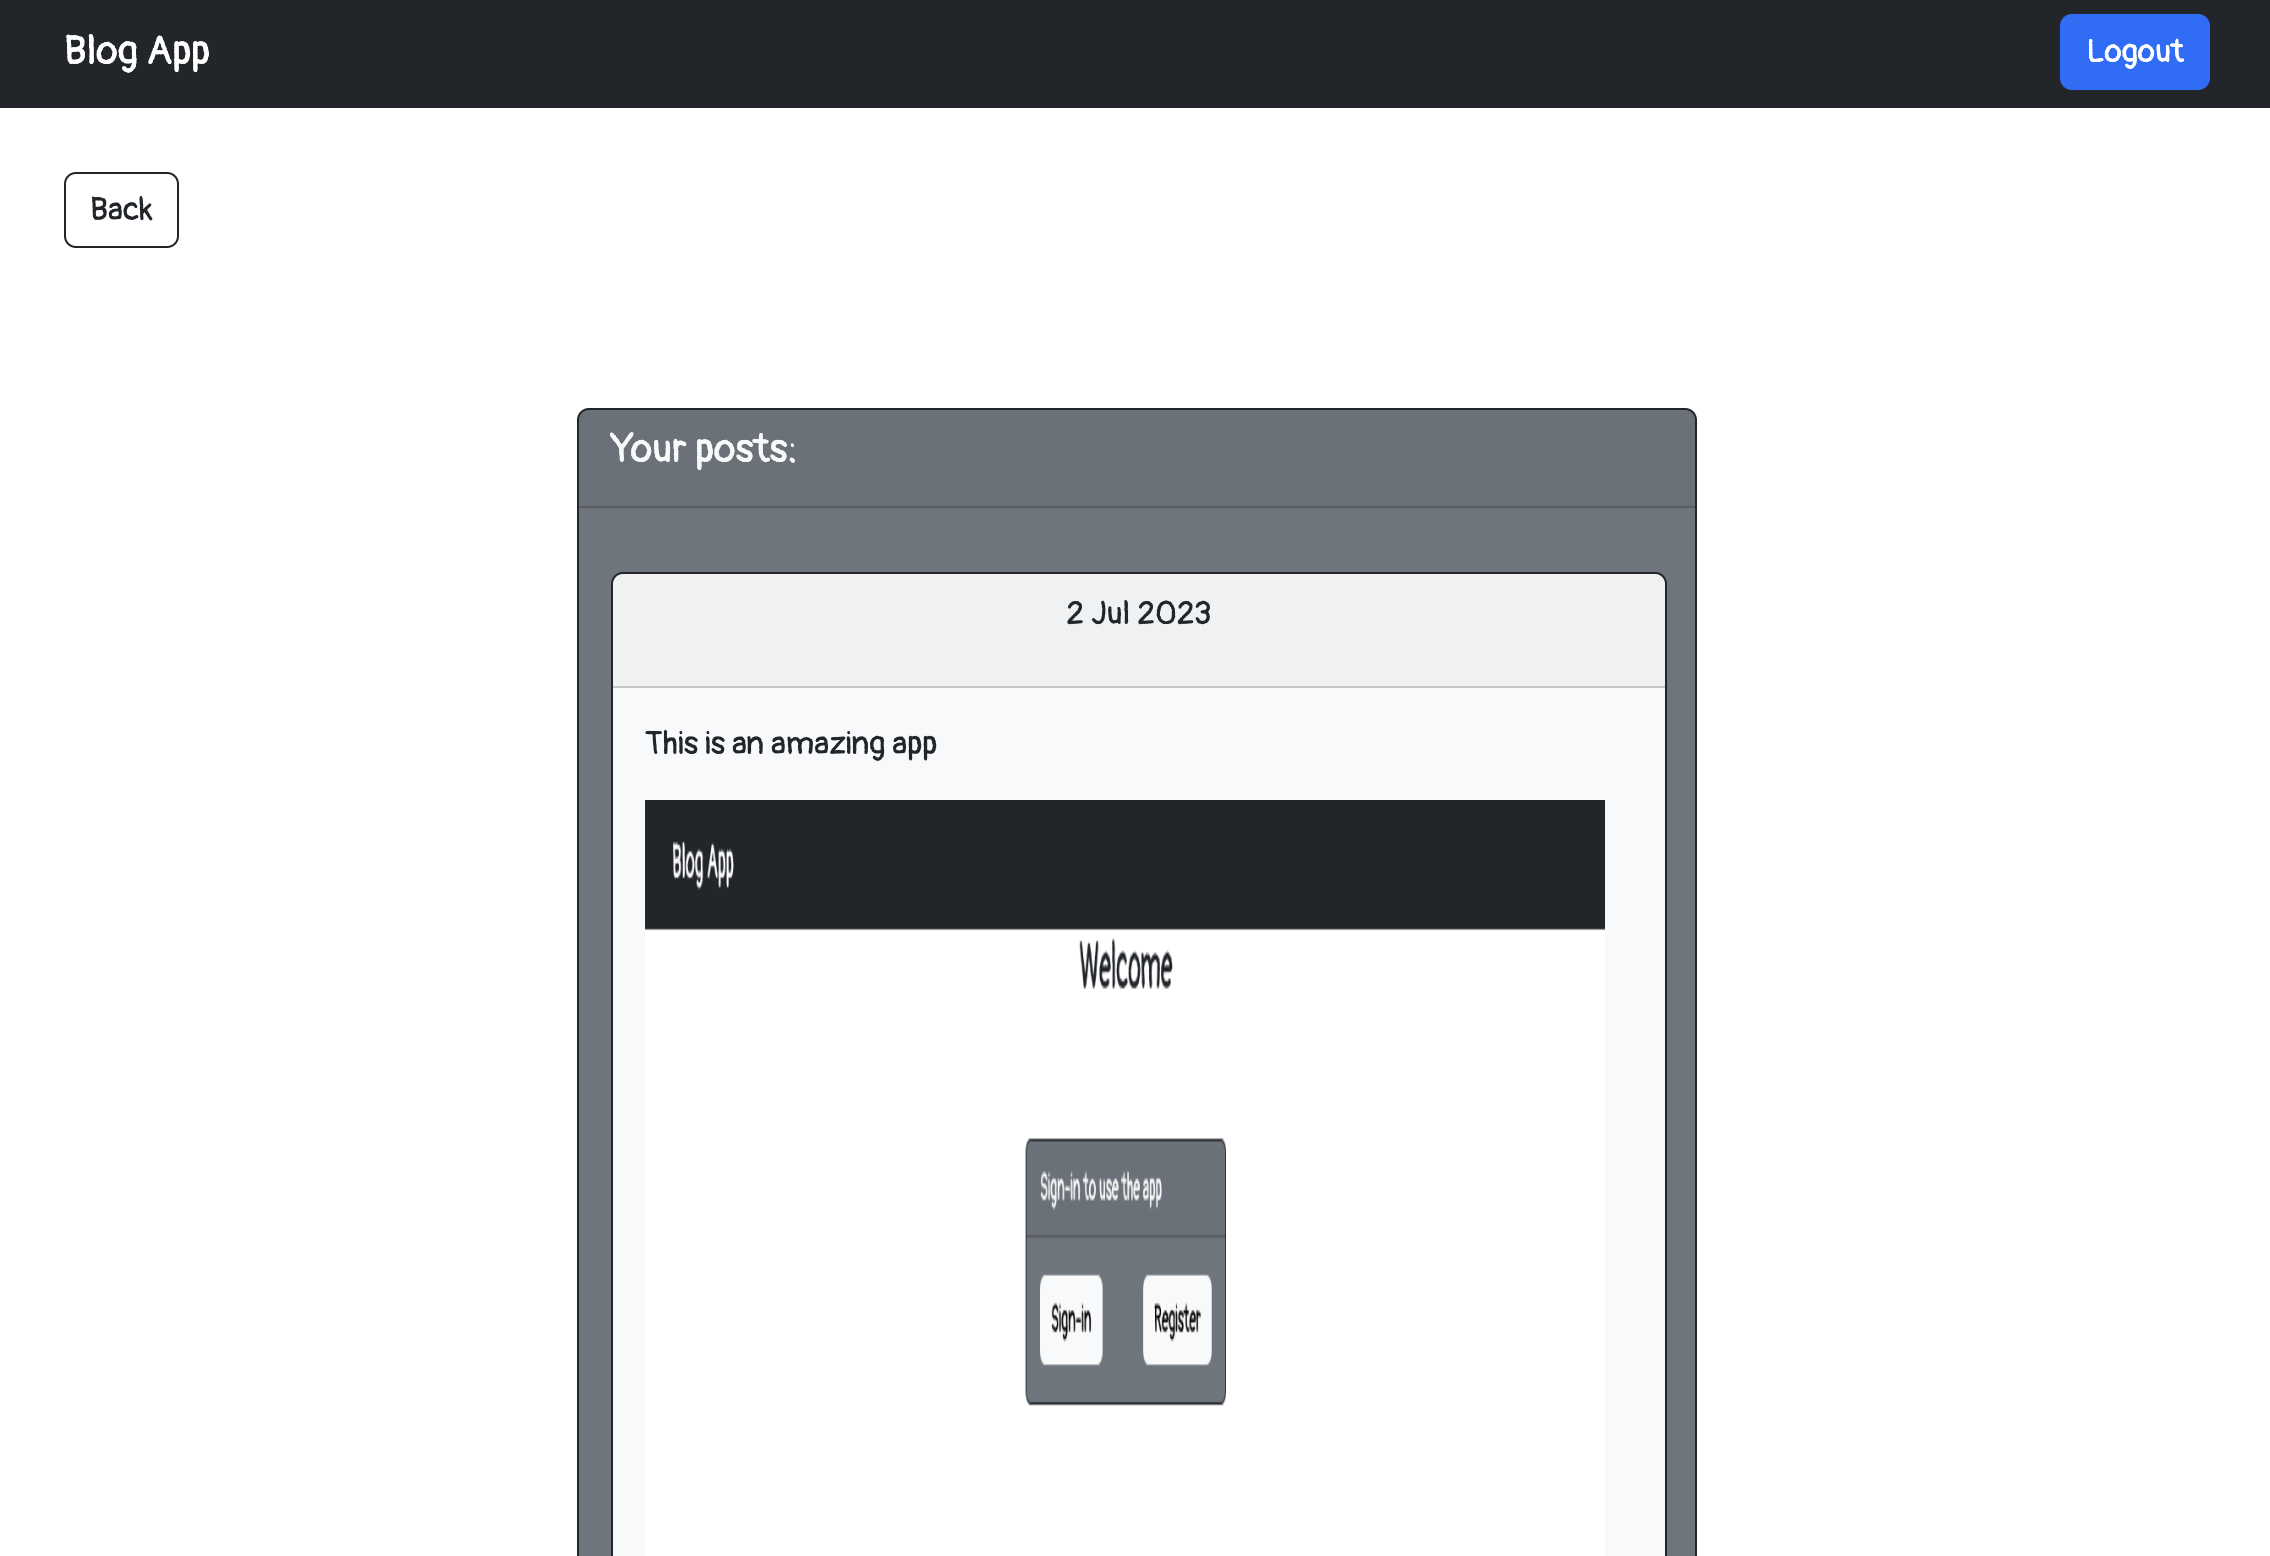 Blog App
Logout
Back
Your posts:
2 Jul 2023
This is an amazing app
Blog App
Welcome
Sign-in to use the app
Sign-in
Register